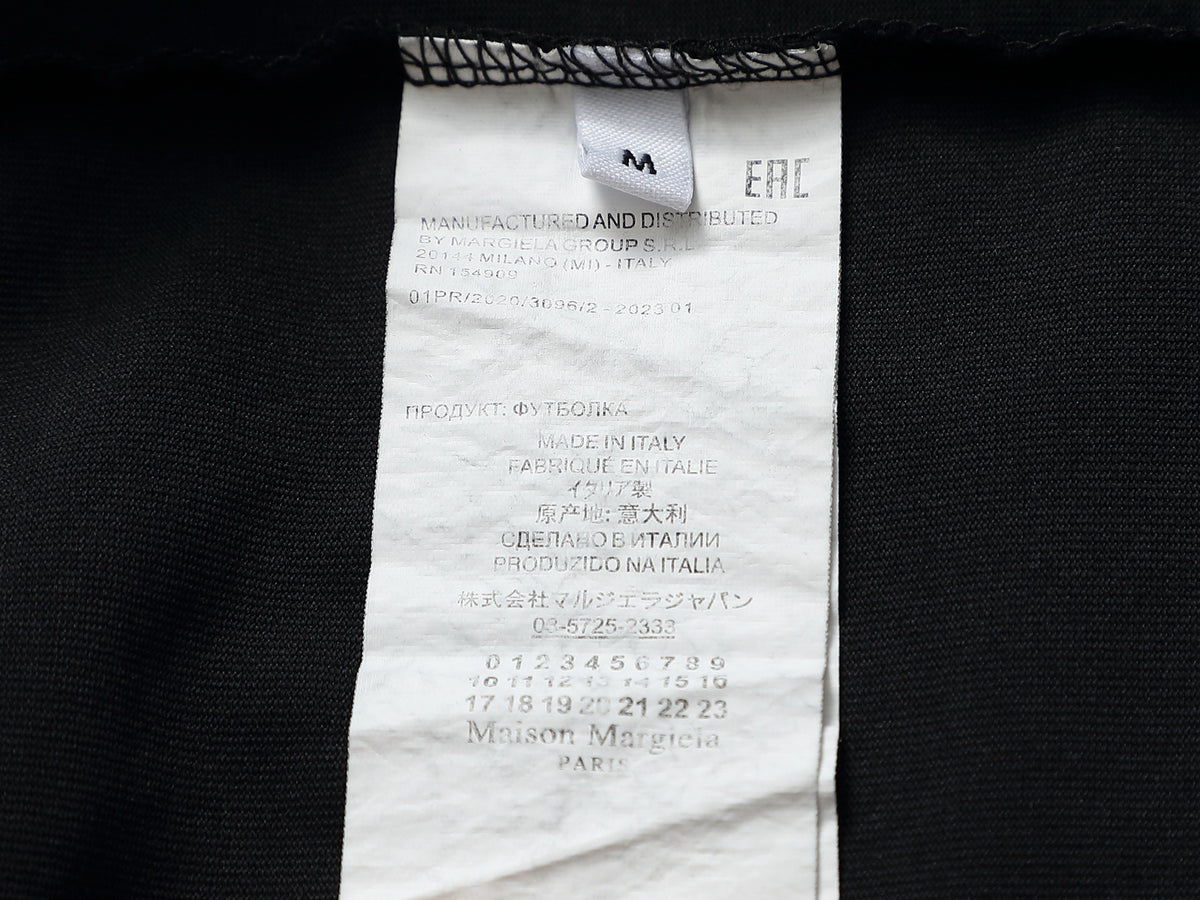 M
EAC
MANUFACTURED AND DISTRIBUTED
BY MARGIELA GROUP S.R.L
20144 MILANO (MI) - ITALY
RN 154909
01PR/2020/3096/2 - 2023 01
ПРОДУКТ: ФУТБОЛКА
MADE IN ITALY
FABRIQUÉ EN ITALIE
イタリア製
原产地: 意大利
СДЕЛАНО В ИТАЛИИ
PRODUZIDO NA ITALIA
株式会社マルジェラジャパン
03-5725-2333
0 1 2 3 4 5 6 7 8 9
10 11 12 13 14 15 16
17 18 19 20 21 22 23
Maison Margiela
PARIS